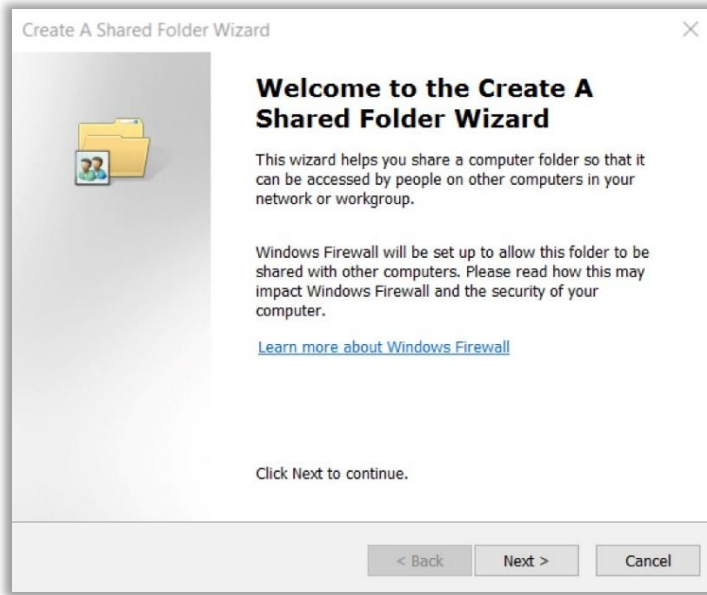 Create A Shared Folder Wizard
Welcome to the Create A
Shared Folder Wizard
This wizard helps you share a computer folder so that it
can be accessed by people on other computers in your
network or workgroup.
Windows Firewall will be set up to allow this folder to be
shared with other computers. Please read how this may
impact Windows Firewall and the security of your
computer.
Learn more about Windows Firewall
Click Next to continue.
< Back Next > Cancel